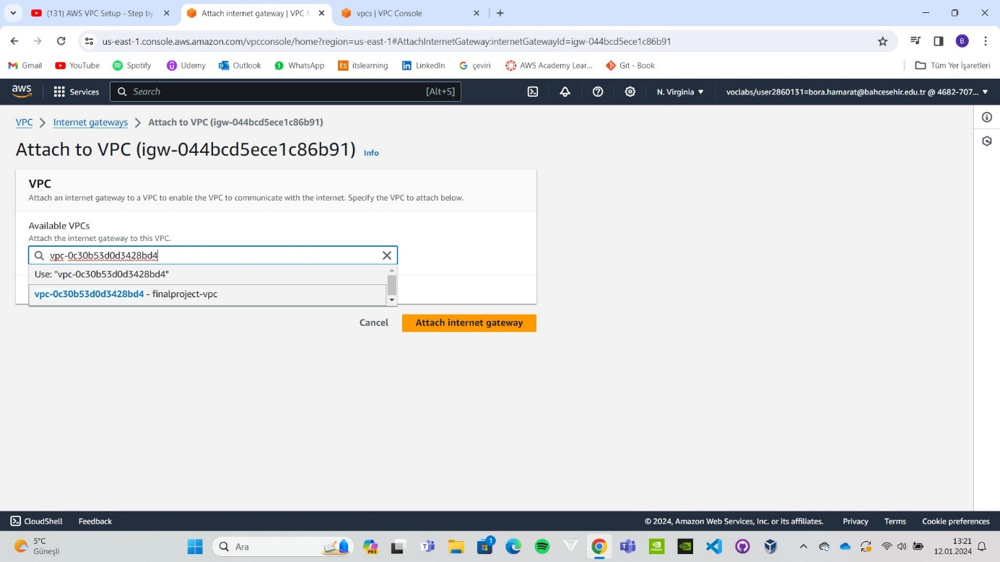 (131) AWS VPC Setup - Step by
Attach internet gateway | VPC M
vpcs | VPC Console
us-east-1.console.aws.amazon.com/vpcconsole/home?region=us-east-1#AttachInternetGateway:internetGatewayId=igw-044bcd5ece1c86b91
B
Gmail
YouTube
Spotify
Udemy
Outlook
WhatsApp
its itslearning
LinkedIn
çeviri
AWS Academy Lear...
Git - Book
Tüm Yer İşaretleri
aws
Services
Search
[Alt+S]
N. Virginia
voclabs/user2860131=bora.hamarat@bahcesehir.edu.tr @ 4682-707...
VPC > Internet gateways > Attach to VPC (igw-044bcd5ece1c86b91)
Attach to VPC (igw-044bcd5ece1c86b91) Info
VPC
Attach an internet gateway to a VPC to enable the VPC to communicate with the internet. Specify the VPC to attach below.
Available VPCs
Attach the internet gateway to this VPC.
vpc-0c30b53d0d3428bd4
Use: "vpc-0c30b53d0d3428bd4"
vpc-0c30b53d0d3428bd4 - finalproject-vpc
Cancel
Attach internet gateway
CloudShell
Feedback
© 2024, Amazon Web Services, Inc. or its affiliates.
Privacy
Terms
Cookie preferences
5°C
Güneşli
Ara
PRE
1
13:21
12.01.2024